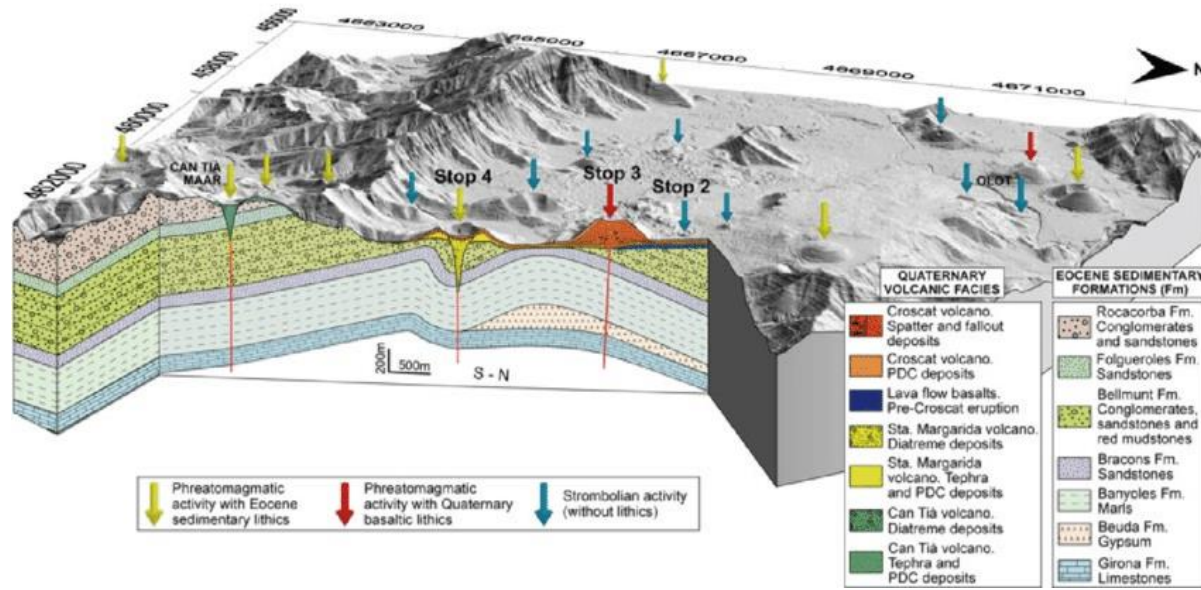 466000
4663000
4665000
4667000
4669000
4671000
N
458000
460000
462000
CAN TIÀ
MAAR
Stop 4
Stop 3
Stop 2
OLOT
200m
500m
S - N
Phreatomagmatic
activity with Eocene
sedimentary lithics
Phreatomagmatic
activity with Quaternary
basaltic lithics
Strombolian activity
(without lithics)
QUATERNARY
VOLCANIC FACIES
Croscat volcano.
Spatter and fallout
deposits
Croscat volcano.
PDC deposits
Lava flow basalts.
Pre-Croscat eruption
Sta. Margarida volcano.
Diatreme deposits
Sta. Margarida
volcano. Tephra
and PDC deposits
Can Tià volcano.
Diatreme deposits
Can Tià volcano.
Tephra and
PDC deposits
EOCENE SEDIMENTARY
FORMATIONS (Fm)
Rocacorba Fm.
Conglomerates
and sandstones
Folgueroles Fm.
Sandstones
Bellmunt Fm.
Conglomerates,
sandstones and
red mudstones
Bracons Fm.
Sandstones
Banyoles Fm.
Marls
Beuda Fm.
Gypsum
Girona Fm.
Limestones